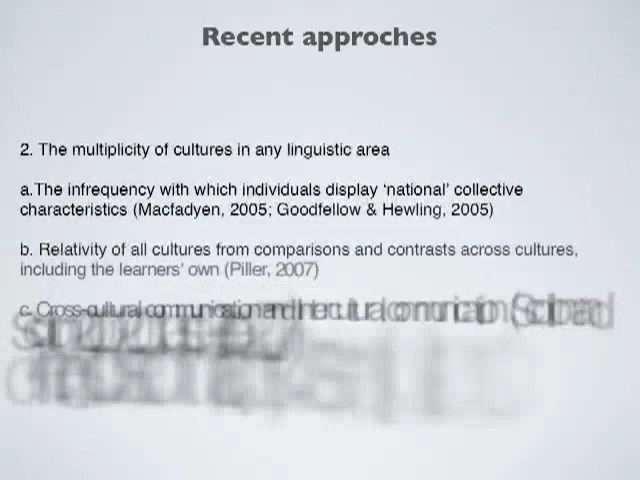 Recent approches
2. The multiplicity of cultures in any linguistic area
a.The infrequency with which individuals display ‘national’ collective
characteristics (Macfadyen, 2005; Goodfellow & Hewling, 2005)
b. Relativity of all cultures from comparisons and contrasts across cultures,
including the learners’ own (Piller, 2007)
c. Cross-cultural communication and intercultural communication